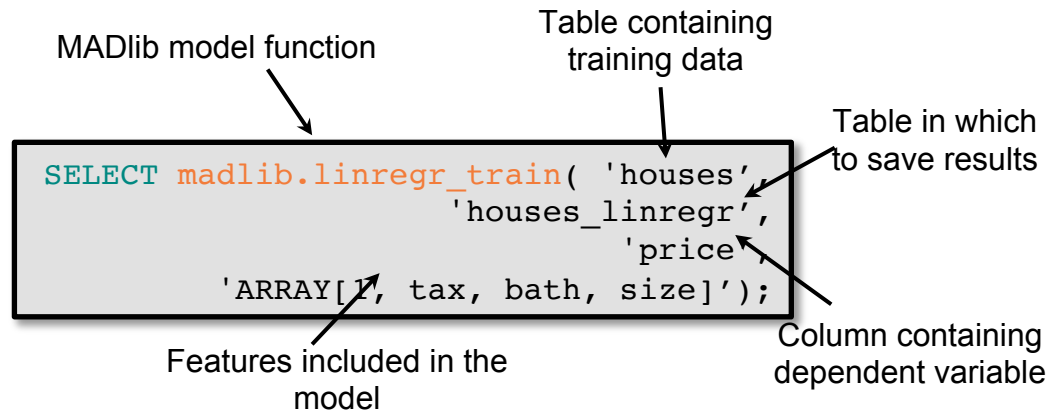 Table containing
training data
MADlib model function
Table in which
to save results
SELECT madlib.linregr_train( 'houses’,
'houses_linregr’,
'price’,
'ARRAY[1, tax, bath, size]’);
Features included in the
model
Column containing
dependent variable